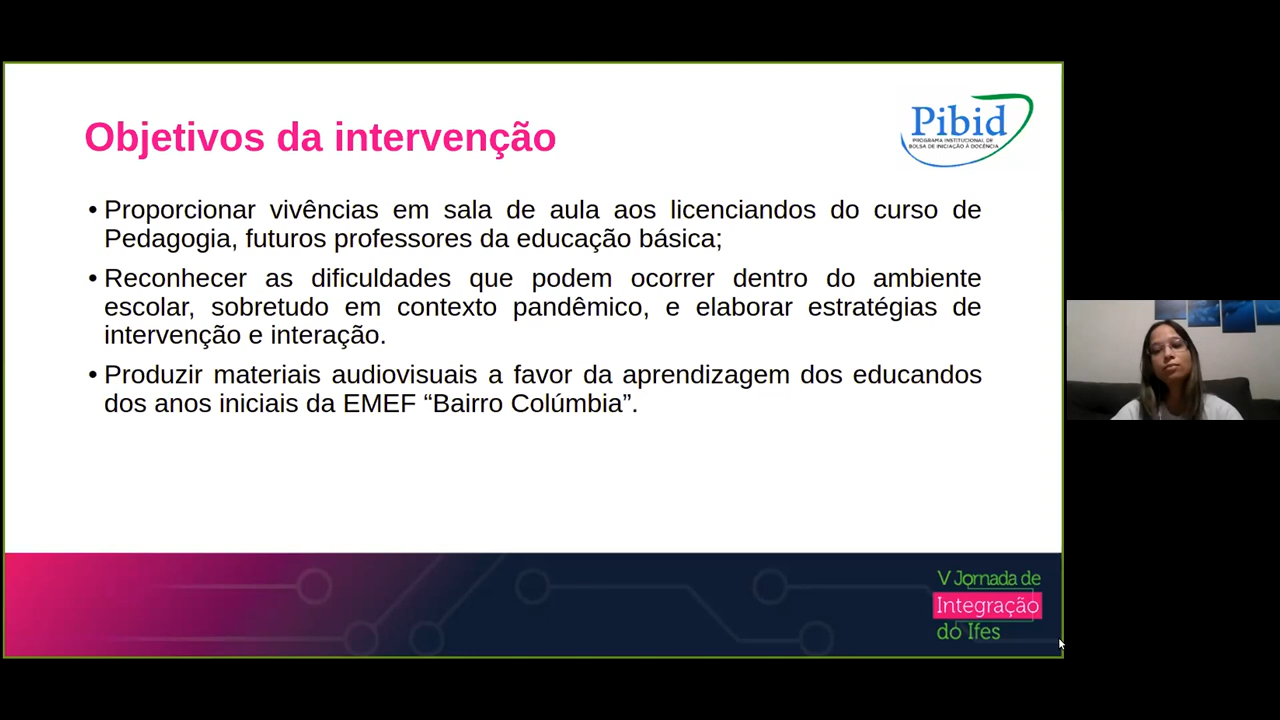 Objetivos da intervenção
Pibid
PROGRAMA INSTITUCIONAL DE
BOLSA DE INICIAÇÃO À DOCÊNCIA
• Proporcionar vivências em sala de aula aos licenciandos do curso de
Pedagogia, futuros professores da educação básica;
• Reconhecer as dificuldades que podem ocorrer dentro do ambiente
escolar, sobretudo em contexto pandêmico, e elaborar estratégias de
intervenção e interação.
• Produzir materiais audiovisuais a favor da aprendizagem dos educandos
dos anos iniciais da EMEF “Bairro Colúmbia”.
V Jornada de
Integração
do Ifes